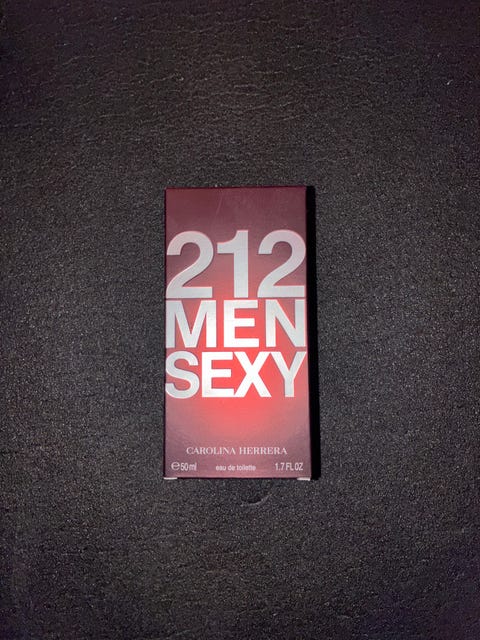 212
MEN
SEXY
CAROLINA HERRERA
℮50 ml eau de toilette 1.7 FL OZ